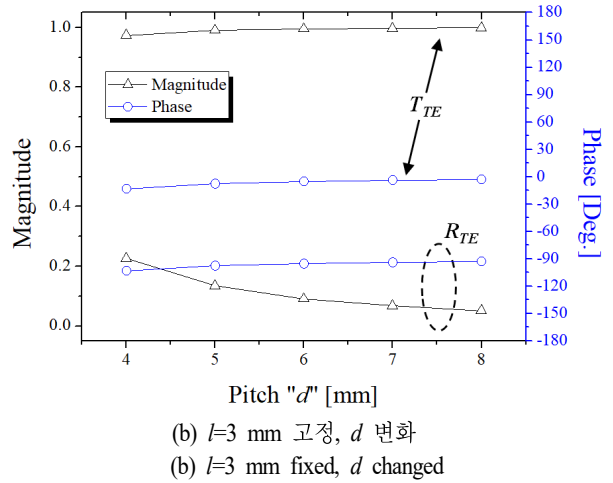 1.0
0.8
0.6
0.4
0.2
0.0
Magnitude
Magnitude
Phase
T_TE
R_TE
180
150
120
90
60
30
0
-30
-60
-90
-120
-150
-180
Phase [Deg.]
4 5 6 7 8
Pitch "d" [mm]
(b) l=3 mm 고정, d 변화
(b) l=3 mm fixed, d changed